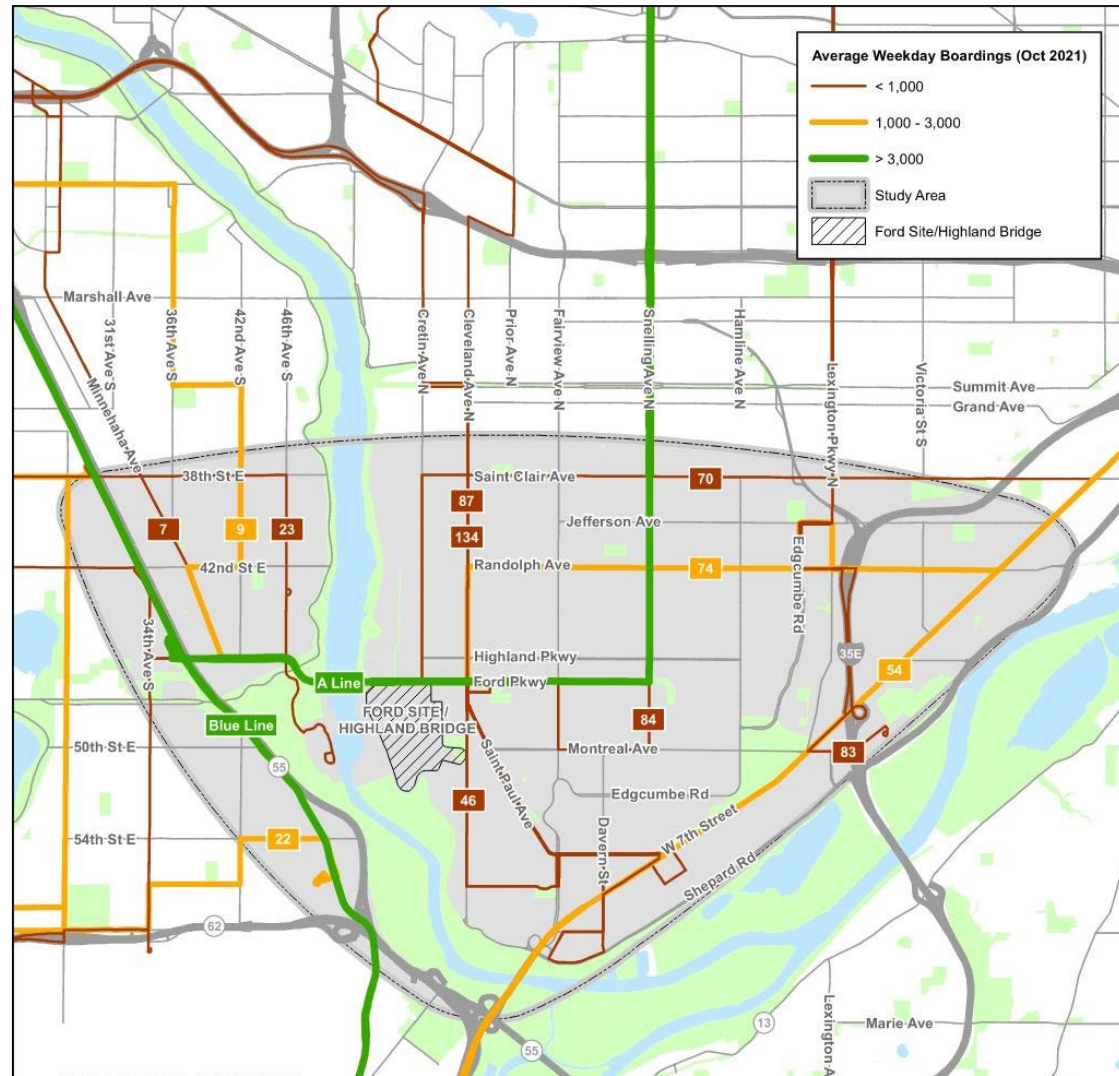 Average Weekday Boardings (Oct 2021)
< 1,000
1,000 - 3,000
> 3,000
Study Area
Ford Site/Highland Bridge
Marshall Ave
31st Ave S
36th Ave S
42nd Ave S
46th Ave S
Cretin Ave N
Cleveland Ave N
Prior Ave N
Fairview Ave N
Snelling Ave N
Hamline Ave N
Lexington Pkwy N
Victoria St S
Minnehaha Ave
Summit Ave
Grand Ave
38th St E
Saint Clair Ave
70
87
7
9
23
134
Jefferson Ave
42nd St E
Randolph Ave
74
Edgcumbe Rd
34th Ave S
Highland Pkwy
35E
54
A Line
Ford Pkwy
Blue Line
FORD SITE /
HIGHLAND BRIDGE
84
50th St E
55
Saint Paul Ave
Montreal Ave
83
46
Edgcumbe Rd
54th St E
22
Davern St
W 7th Street
Shepard Rd
62
Lexington A
13
Marie Ave
55